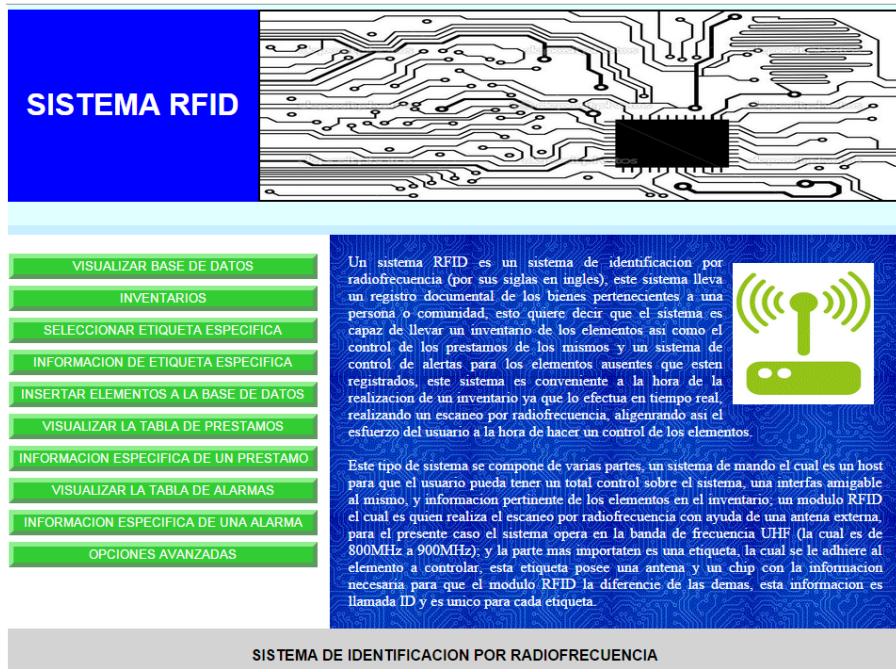 SISTEMA RFID
VISUALIZAR BASE DE DATOS
INVENTARIOS
SELECCIONAR ETIQUETA ESPECIFICA
INFORMACION DE ETIQUETA ESPECIFICA
INSERTAR ELEMENTOS A LA BASE DE DATOS
VISUALIZAR LA TABLA DE PRESTAMOS
INFORMACION ESPECIFICA DE UN PRESTAMO
VISUALIZAR LA TABLA DE ALARMAS
INFORMACION ESPECIFICA DE UNA ALARMA
OPCIONES AVANZADAS
Un sistema RFID es un sistema de identificacion por
radiofrecuencia (por sus siglas en ingles), este sistema lleva
un registro documental de los bienes pertenecientes a una
persona o comunidad, esto quiere decir que el sistema es
capaz de llevar un inventario de los elementos asi como el
control de los prestamos de los mismos y un sistema de
control de alertas para los elementos ausentes que esten
registrados, este sistema es conveniente a la hora de la
realizacion de un inventario ya que lo efectua en tiempo real,
realizando un escaneo por radiofrecuencia, aligenrando asi el
esfuerzo del usuario a la hora de hacer un control de los elementos.
Este tipo de sistema se compone de varias partes, un sistema de mando el cual es un host
para que el usuario pueda tener un total control sobre el sistema, una interfas amigable
al mismo, y informacion pertinente de los elementos en el inventario; un modulo RFID
el cual es quien realiza el escaneo por radiofrecuencia con ayuda de una antena externa,
para el presente caso el sistema opera en la banda de frecuencia UHF (la cual es de
800MHz a 900MHz); y la parte mas importaten es una etiqueta, la cual se le adhiere al
elemento a controlar, esta etiqueta posee una antena y un chip con la informacion
necesaria para que el modulo RFID la diferencie de las demas, esta informacion es
llamada ID y es unico para cada etiqueta.
SISTEMA DE IDENTIFICACION POR RADIOFRECUENCIA